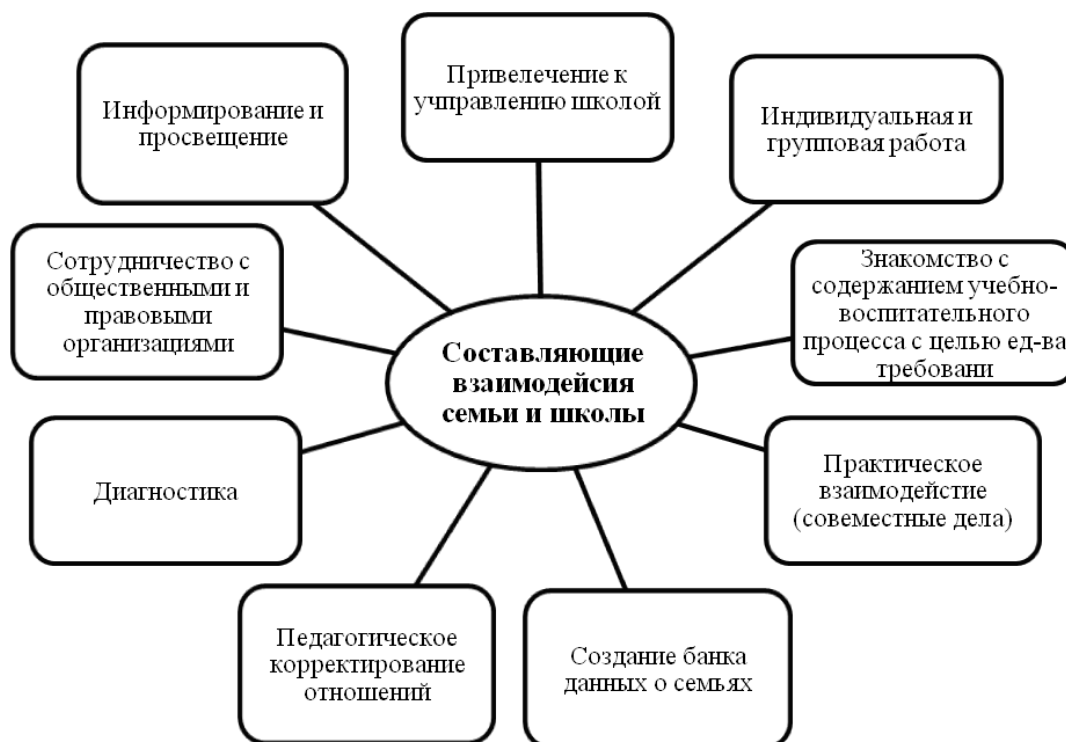 Привелечение к
учправлению школой
Информирование и
просвещение
Индивидуальная и
групповая работа
Сотрудничество с
общественными и
правовыми
организациями
Знакомство с
содержанием учебно-
воспитательного
процесса с целью ед-ва
требовани
Составляющие
взаимодейсия
семьи и школы
Диагностика
Практическое
взаимодейстие
(совеместные дела)
Педагогическое
корректирование
отношений
Создание банка
данных о семьях